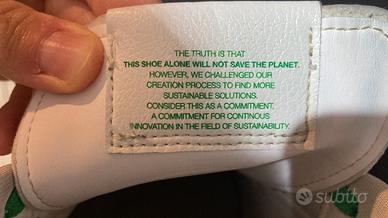 THE TRUTH IS THAT
THIS SHOE ALONE WILL NOT SAVE THE PLANET.
HOWEVER, WE CHALLENGED OUR
CREATION PROCESS TO FIND MORE
SUSTAINABLE SOLUTIONS.
CONSIDER THIS AS A COMMITMENT.
A COMMITMENT FOR CONTINOUS
INNOVATION IN THE FIELD OF SUSTAINABILITY.
subito